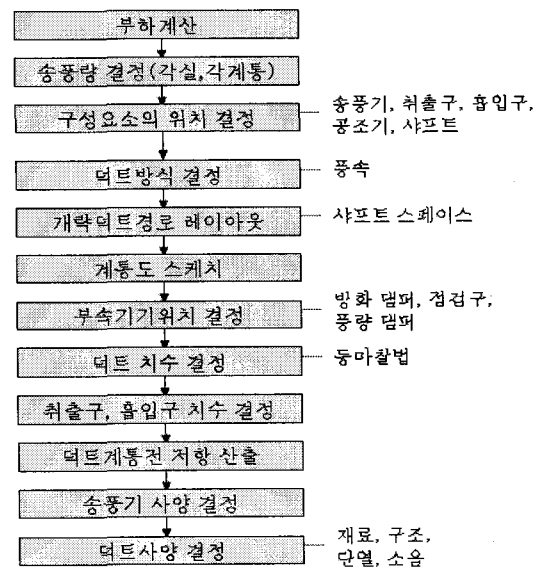 부하계산
송풍량 결정(각실,각계통)
구성요소의 위치 결정
송풍기, 취출구, 흡입구,
공조기, 샤프트
덕트방식 결정
풍속
개략덕트경로 레이아웃
샤프트 스페이스
계통도 스케치
부속기기위치 결정
방화 댐퍼, 점검구,
풍량 댐퍼
덕트 치수 결정
등마찰법
취출구, 흡입구 치수 결정
덕트계통전 저항 산출
송풍기 사양 결정
덕트사양 결정
재료, 구조,
단열, 소음